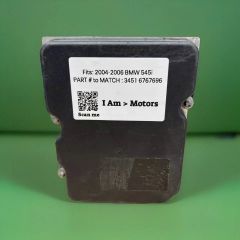 Fits: 2004-2006 BMW 545i
PART # to MATCH : 3451 6767696
I Am > Motors
Scan me